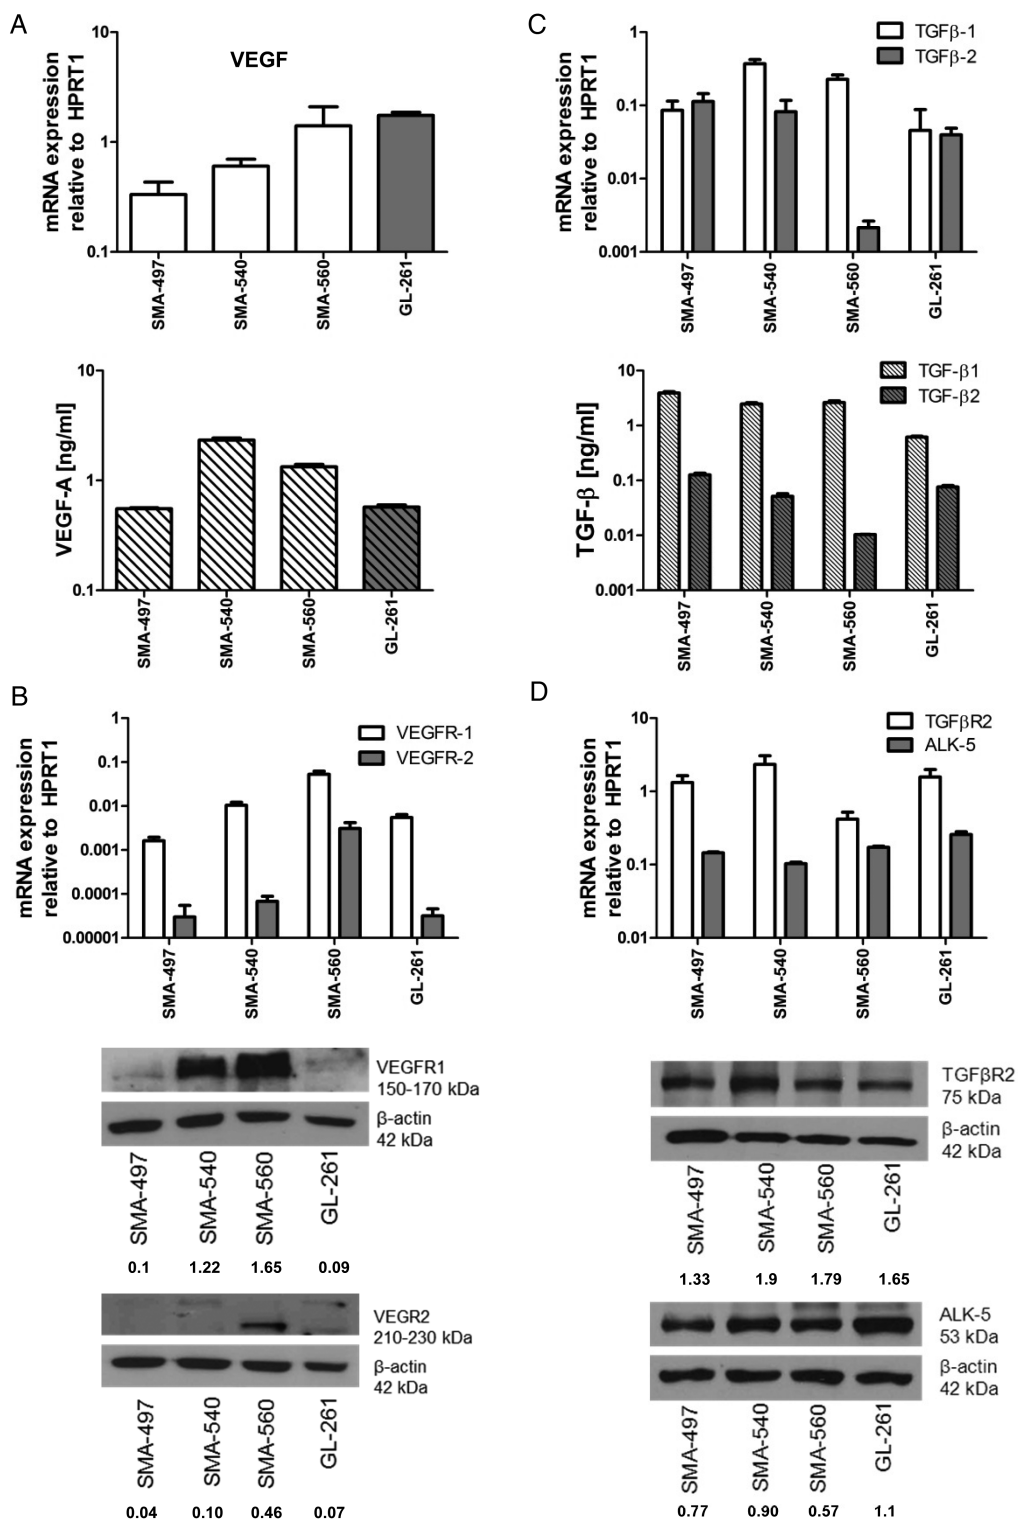 A
mRNA expression
relative to HPRT1
VEGF
10
1
0.1
SMA-497
SMA-540
SMA-560
GL-261
VEGF-A [ng/ml]
10
1
0.1
SMA-497
SMA-540
SMA-560
GL-261
B
mRNA expression
relative to HPRT1
1
0.1
0.01
0.001
0.0001
0.00001
VEGFR-1
VEGFR-2
SMA-497
SMA-540
SMA-560
GL-261
VEGFR1
150-170 kDa
β-actin
42 kDa
SMA-497
SMA-540
SMA-560
GL-261
0.1 1.22 1.65 0.09
VEGR2
210-230 kDa
β-actin
42 kDa
SMA-497
SMA-540
SMA-560
GL-261
0.04 0.10 0.46 0.07
C
mRNA expression
relative to HPRT1
1
0.1
0.01
0.001
TGFβ-1
TGFβ-2
SMA-497
SMA-540
SMA-560
GL-261
TGF-β [ng/ml]
10
1
0.1
0.01
0.001
TGF-β1
TGF-β2
SMA-497
SMA-540
SMA-560
GL-261
D
mRNA expression
relative to HPRT1
10
1
0.1
0.01
TGFβR2
ALK-5
SMA-497
SMA-540
SMA-560
GL-261
TGFβR2
75 kDa
β-actin
42 kDa
SMA-497
SMA-540
SMA-560
GL-261
1.33 1.9 1.79 1.65
ALK-5
53 kDa
β-actin
42 kDa
SMA-497
SMA-540
SMA-560
GL-261
0.77 0.90 0.57 1.1